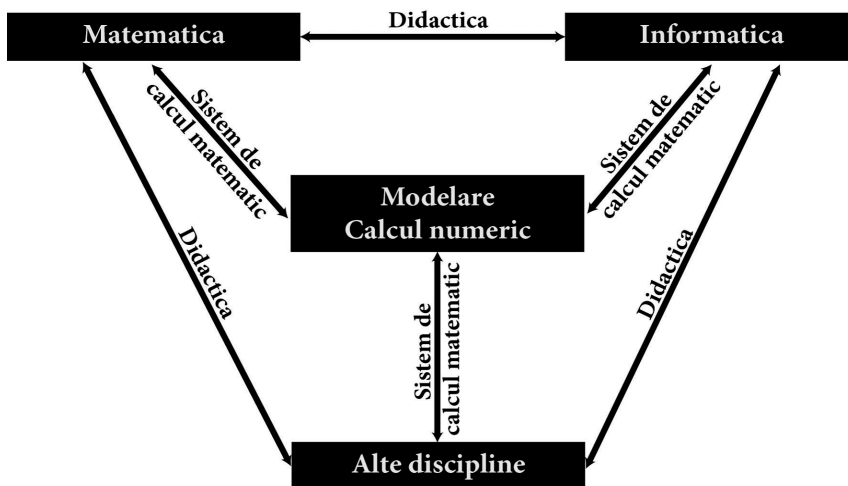 Didactica
Matematica
Informatica
Sistem de
calcul matematic
Sistem de
calcul matematic
Modelare
Calcul numeric
Didactica
Didactica
Sistem de
calcul matematic
Alte discipline